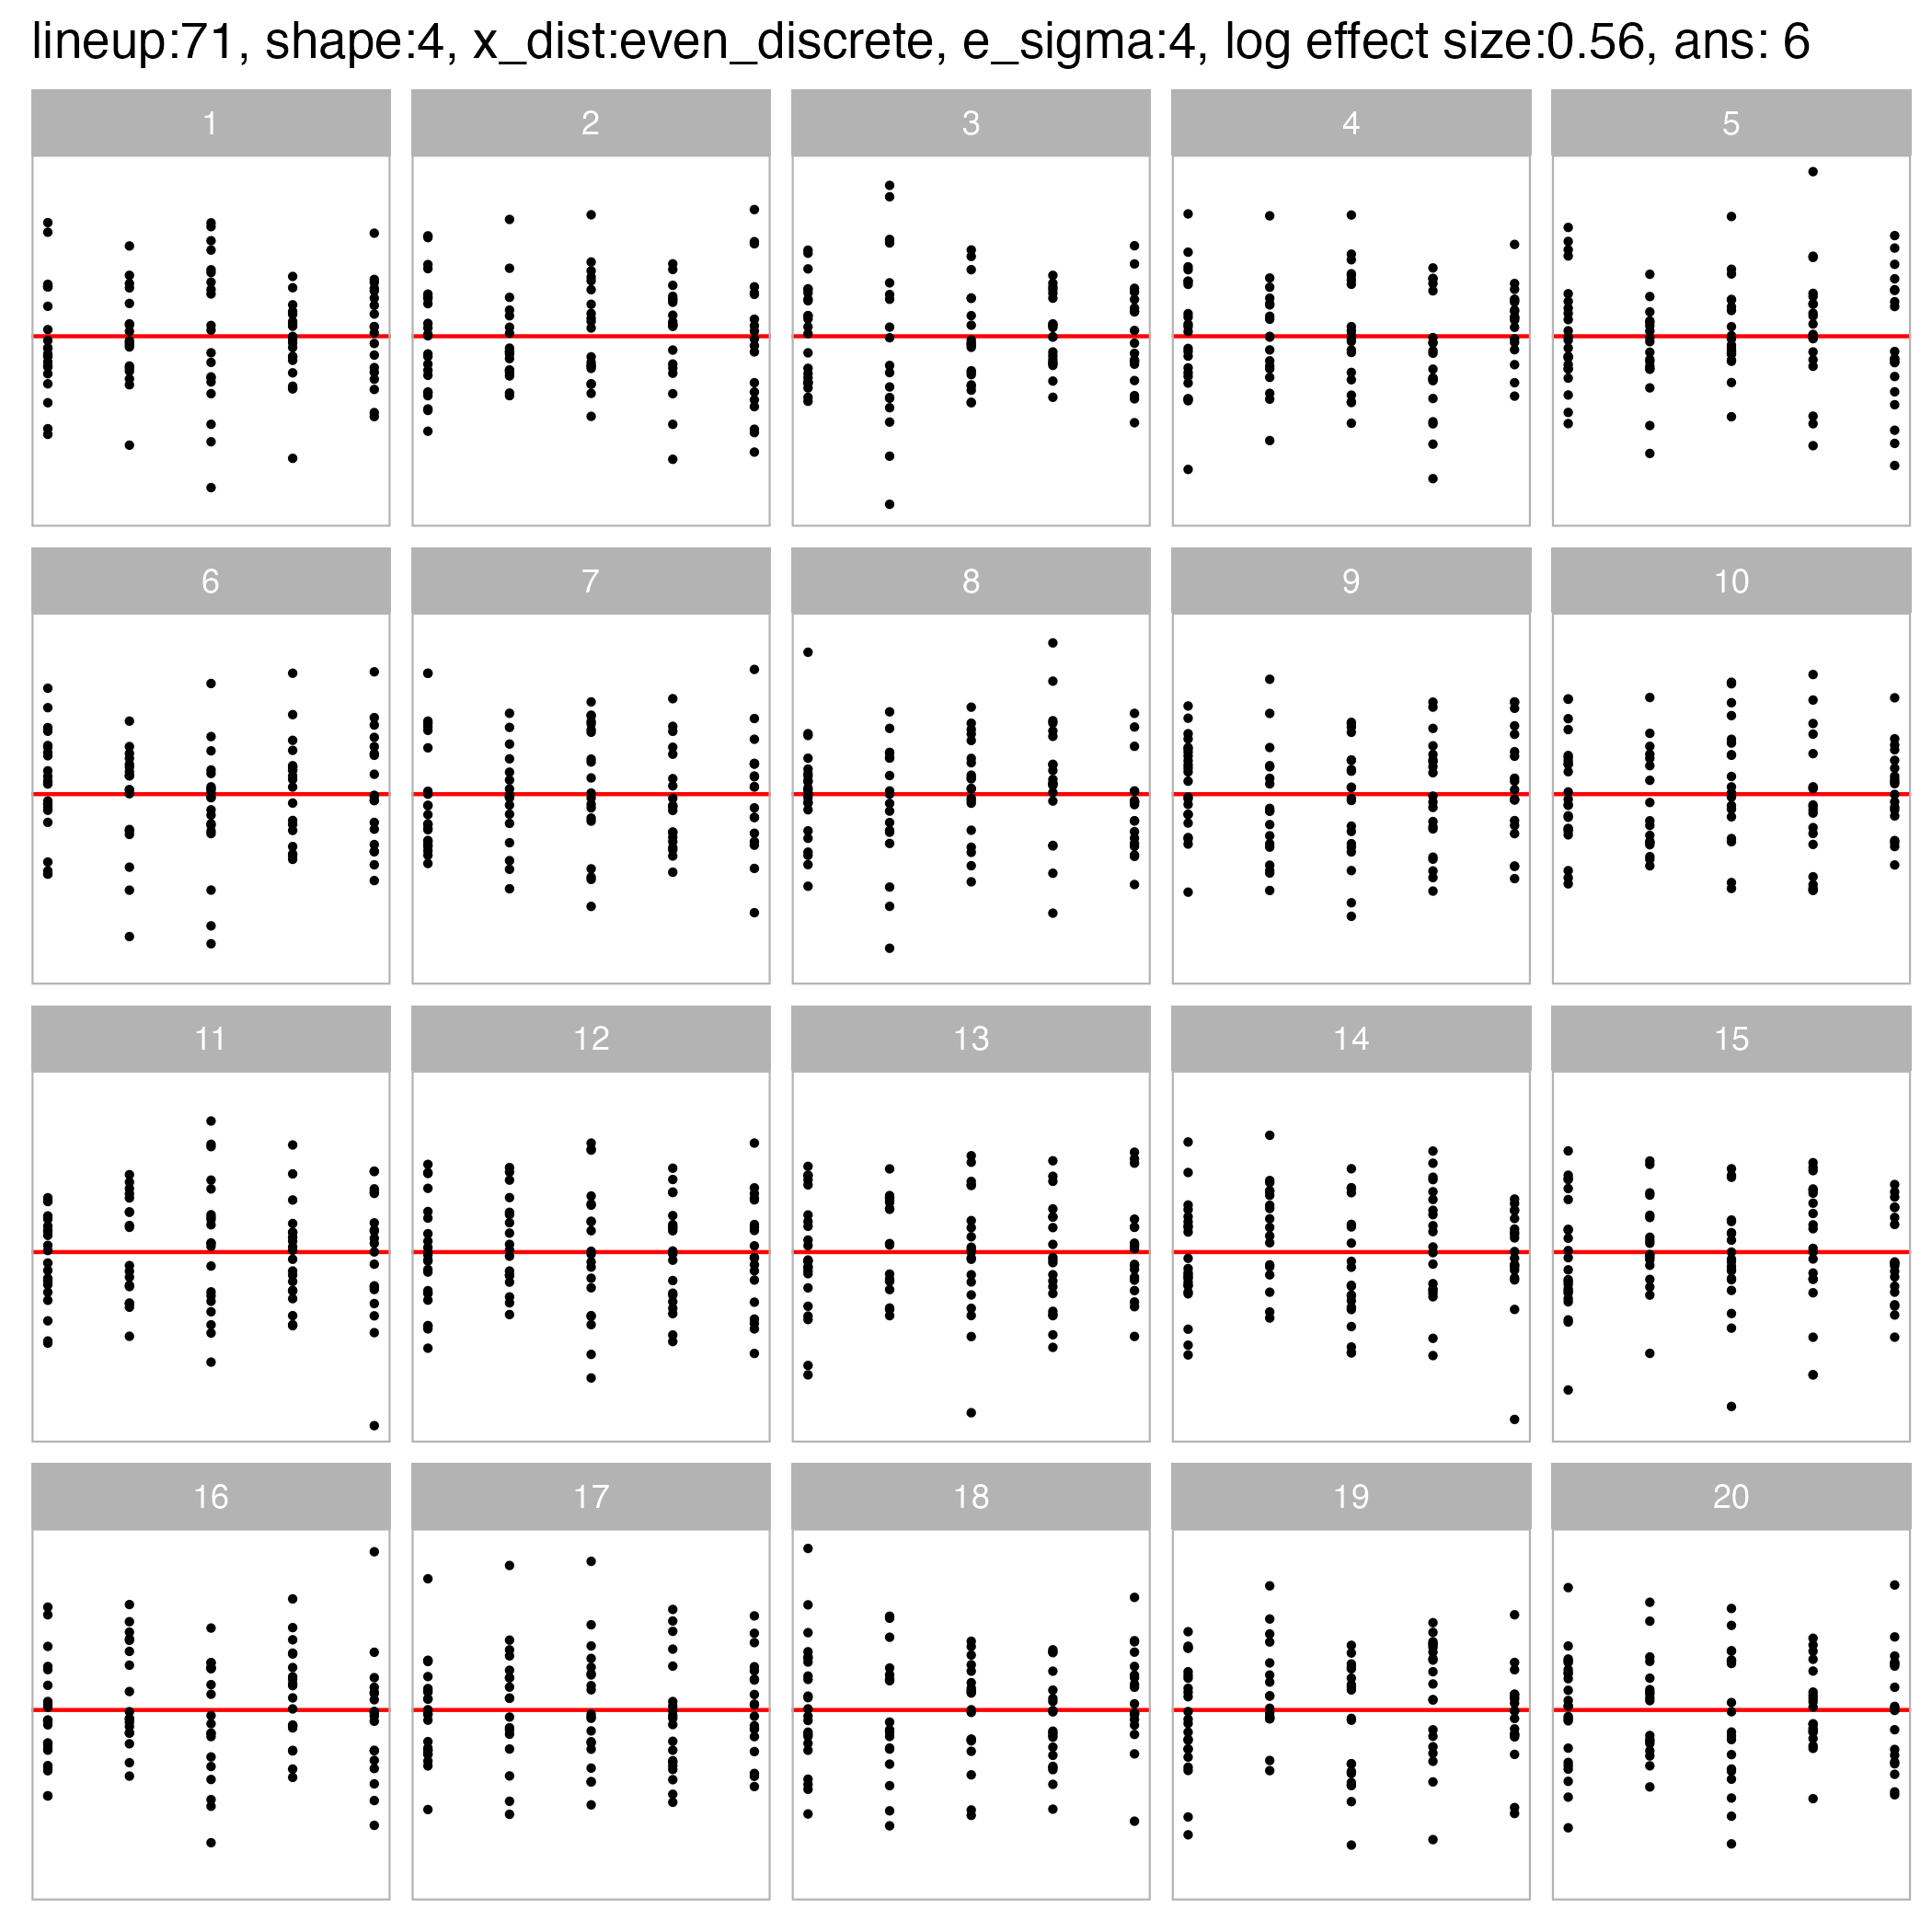 lineup:71, shape:4, x_dist:even_discrete, e_sigma:4, log effect size:0.56, ans: 6
1 2 3 4 5
6 7 8 9 10
11 12 13 14 15
16 17 18 19 20